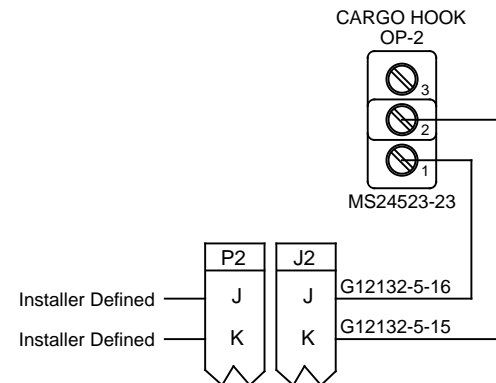 CARGO HOOK
OP-2
3
2
1
MS24523-23
P2
J2
Installer Defined
J
J
G12132-5-16
Installer Defined
K
K
G12132-5-15